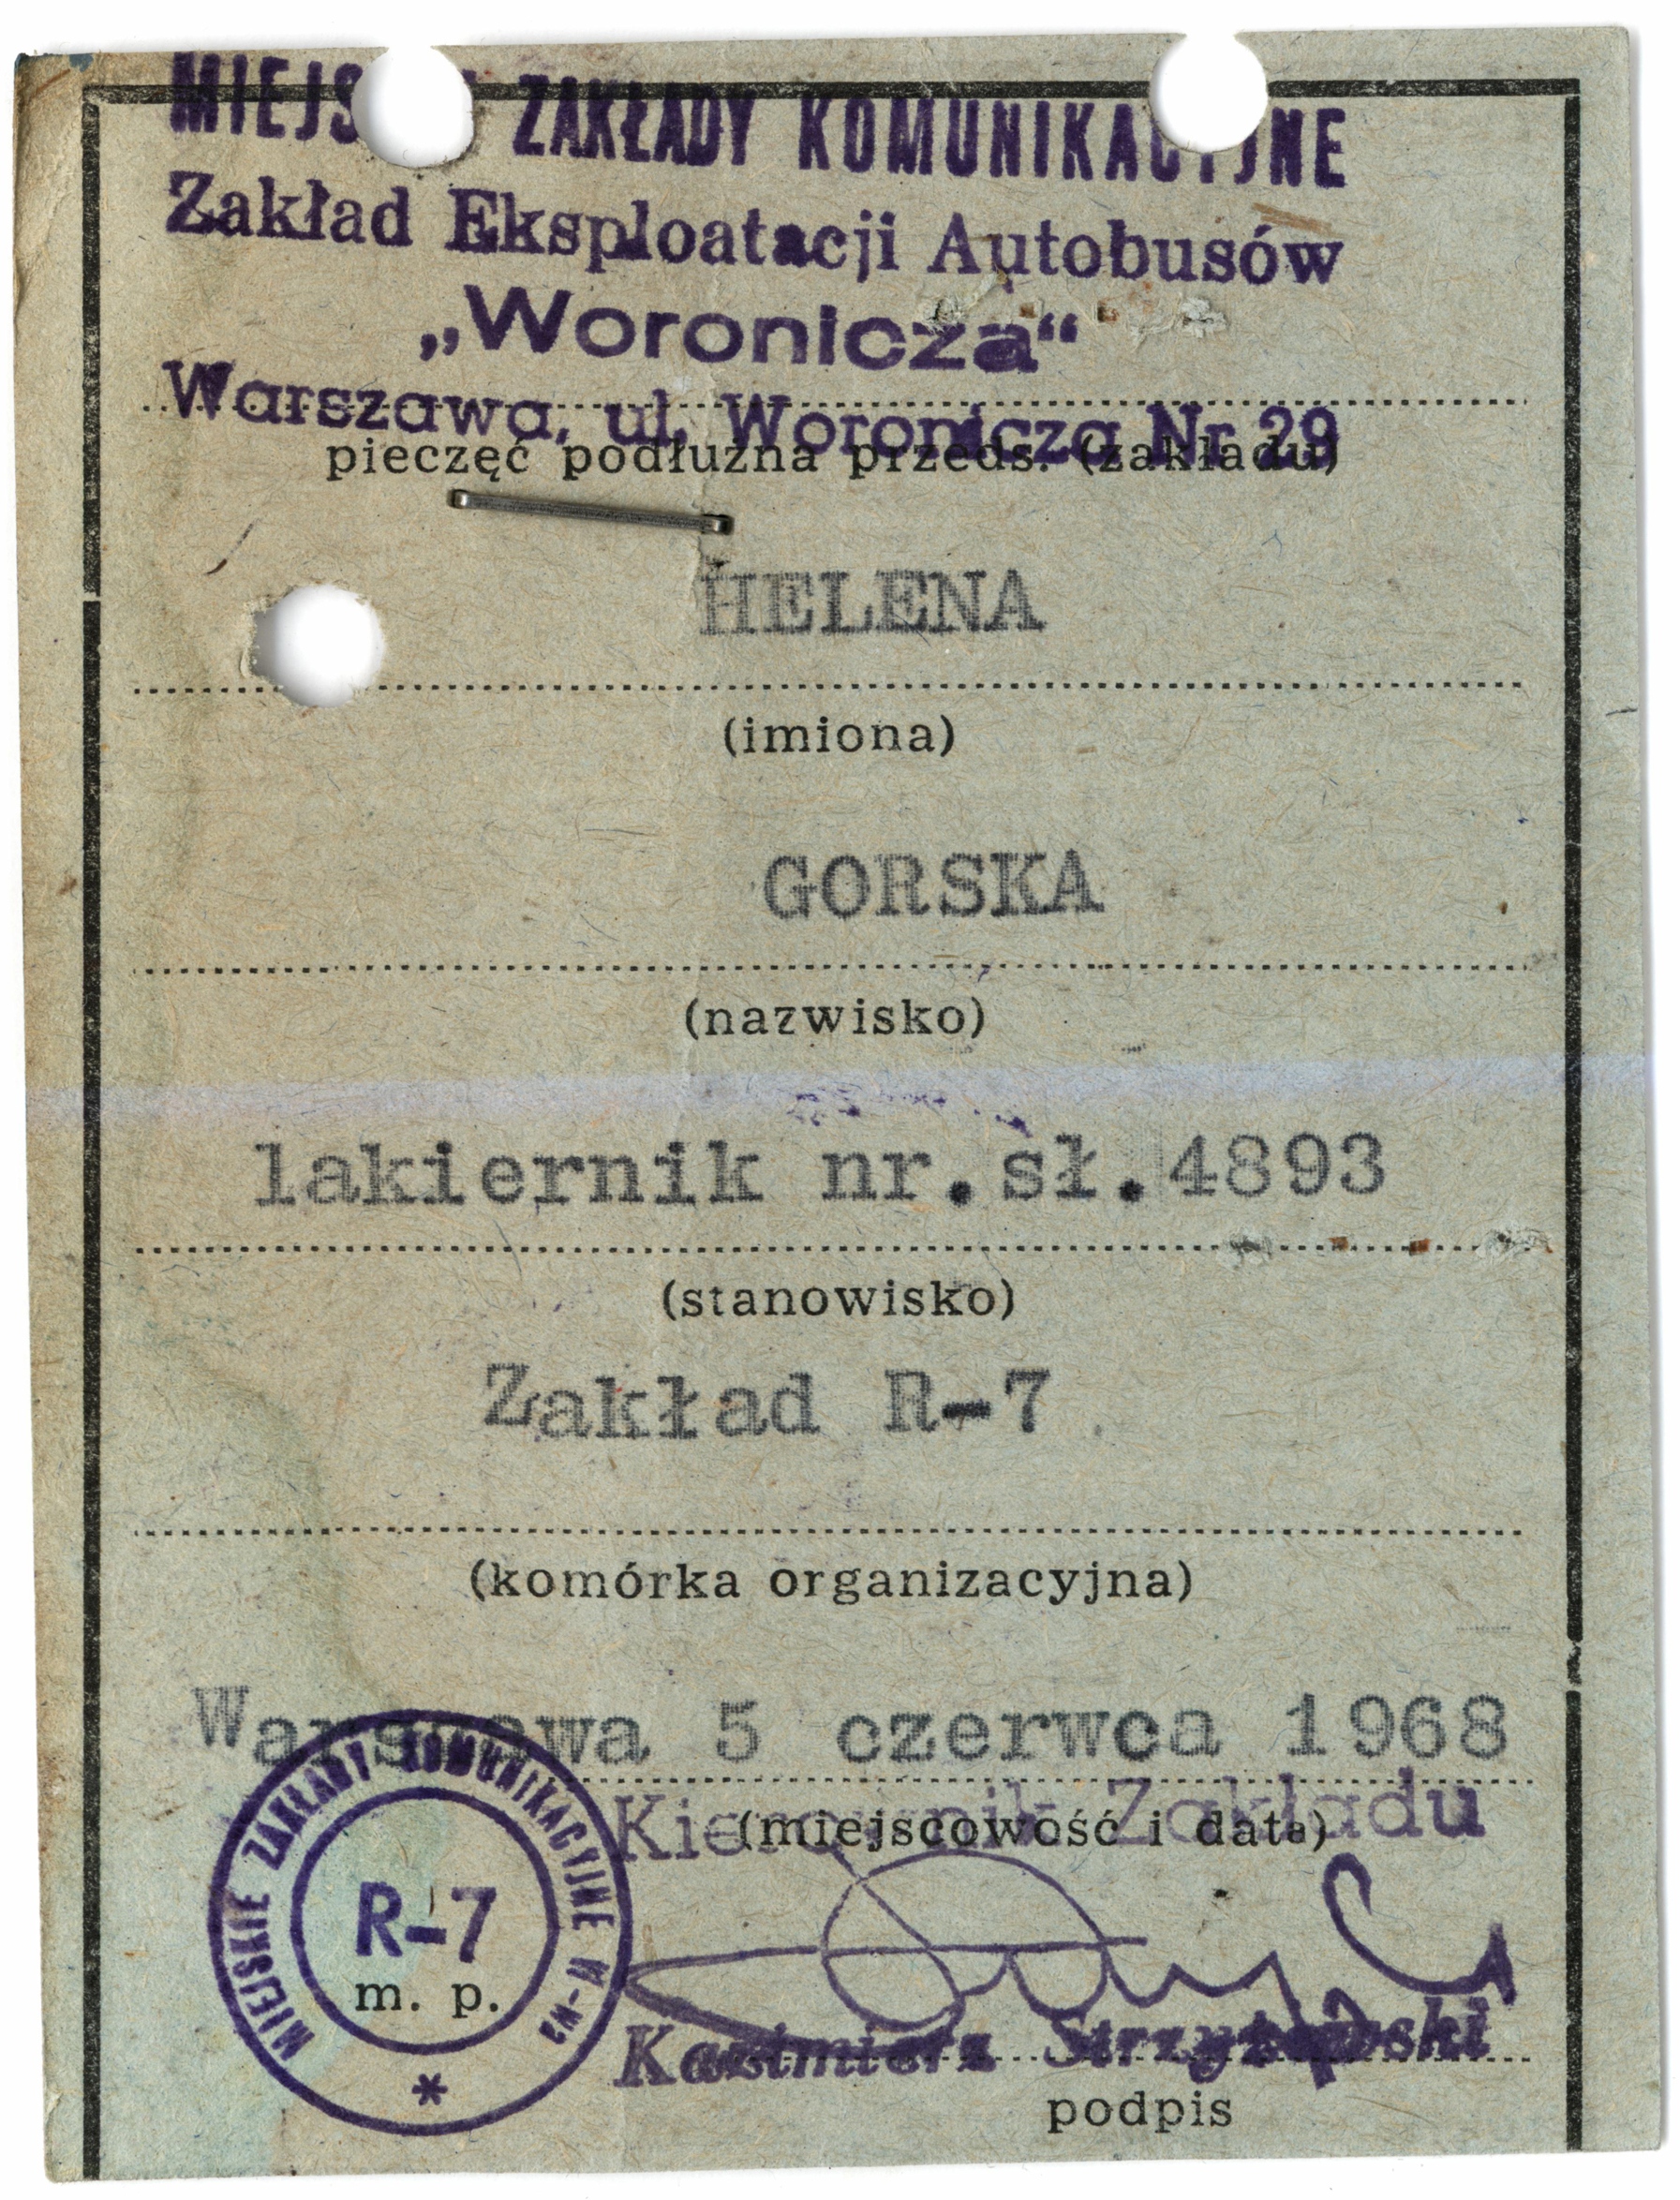 MIEJSKIE ZAKŁADY KOMUNIKACYJNE
Zakład Eksploatacji Autobusów
„Woronicza“
Warszawa, ul. Woronicza Nr 29
pieczęć podłużna przeds. (zakładu)
HELENA
(imiona)
GORSKA
(nazwisko)
lakiernik nr.sł.4893
(stanowisko)
Zakład R-7
(komórka organizacyjna)
Warszawa 5 czerwca 1968
Kierownik Zakładu
(miejscowość i data)
MIEJSKIE ZAKŁADY KOMUNIKACYJNE W-WA
R-7
m. p.
*
Kazimierz
podpis